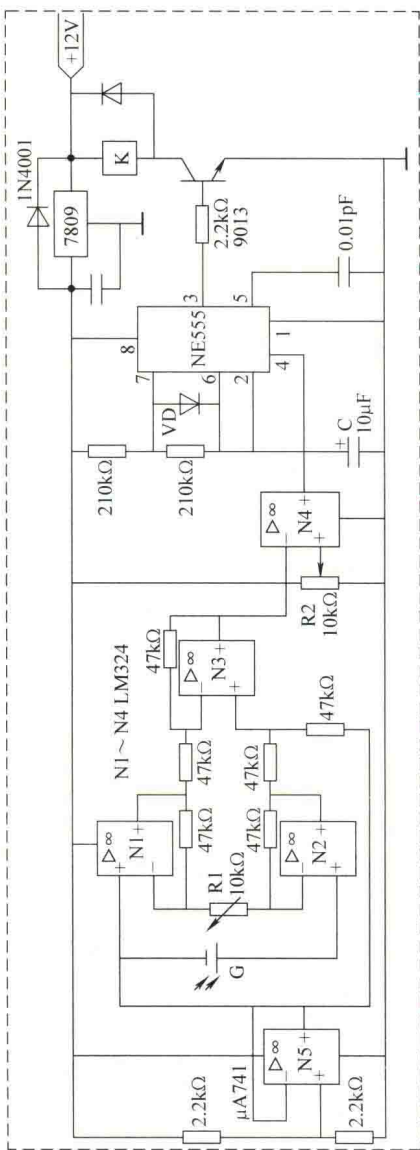 2.2kΩ
2.2kΩ
μA741
N5
▷∞
+
-
+
G
R1
10kΩ
▷∞
N1
+
-
+
▷∞
N2
+
-
+
47kΩ
47kΩ
47kΩ
47kΩ
47kΩ
N1~N4 LM324
▷∞
N3
-
+
+
47kΩ
R2
10kΩ
▷∞
N4
-
+
+
210kΩ
210kΩ
VD
+
C
10μF
NE555
8
7
6
2
4
1
5
3
0.01pF
2.2kΩ
9013
7809
1N4001
K
+12V